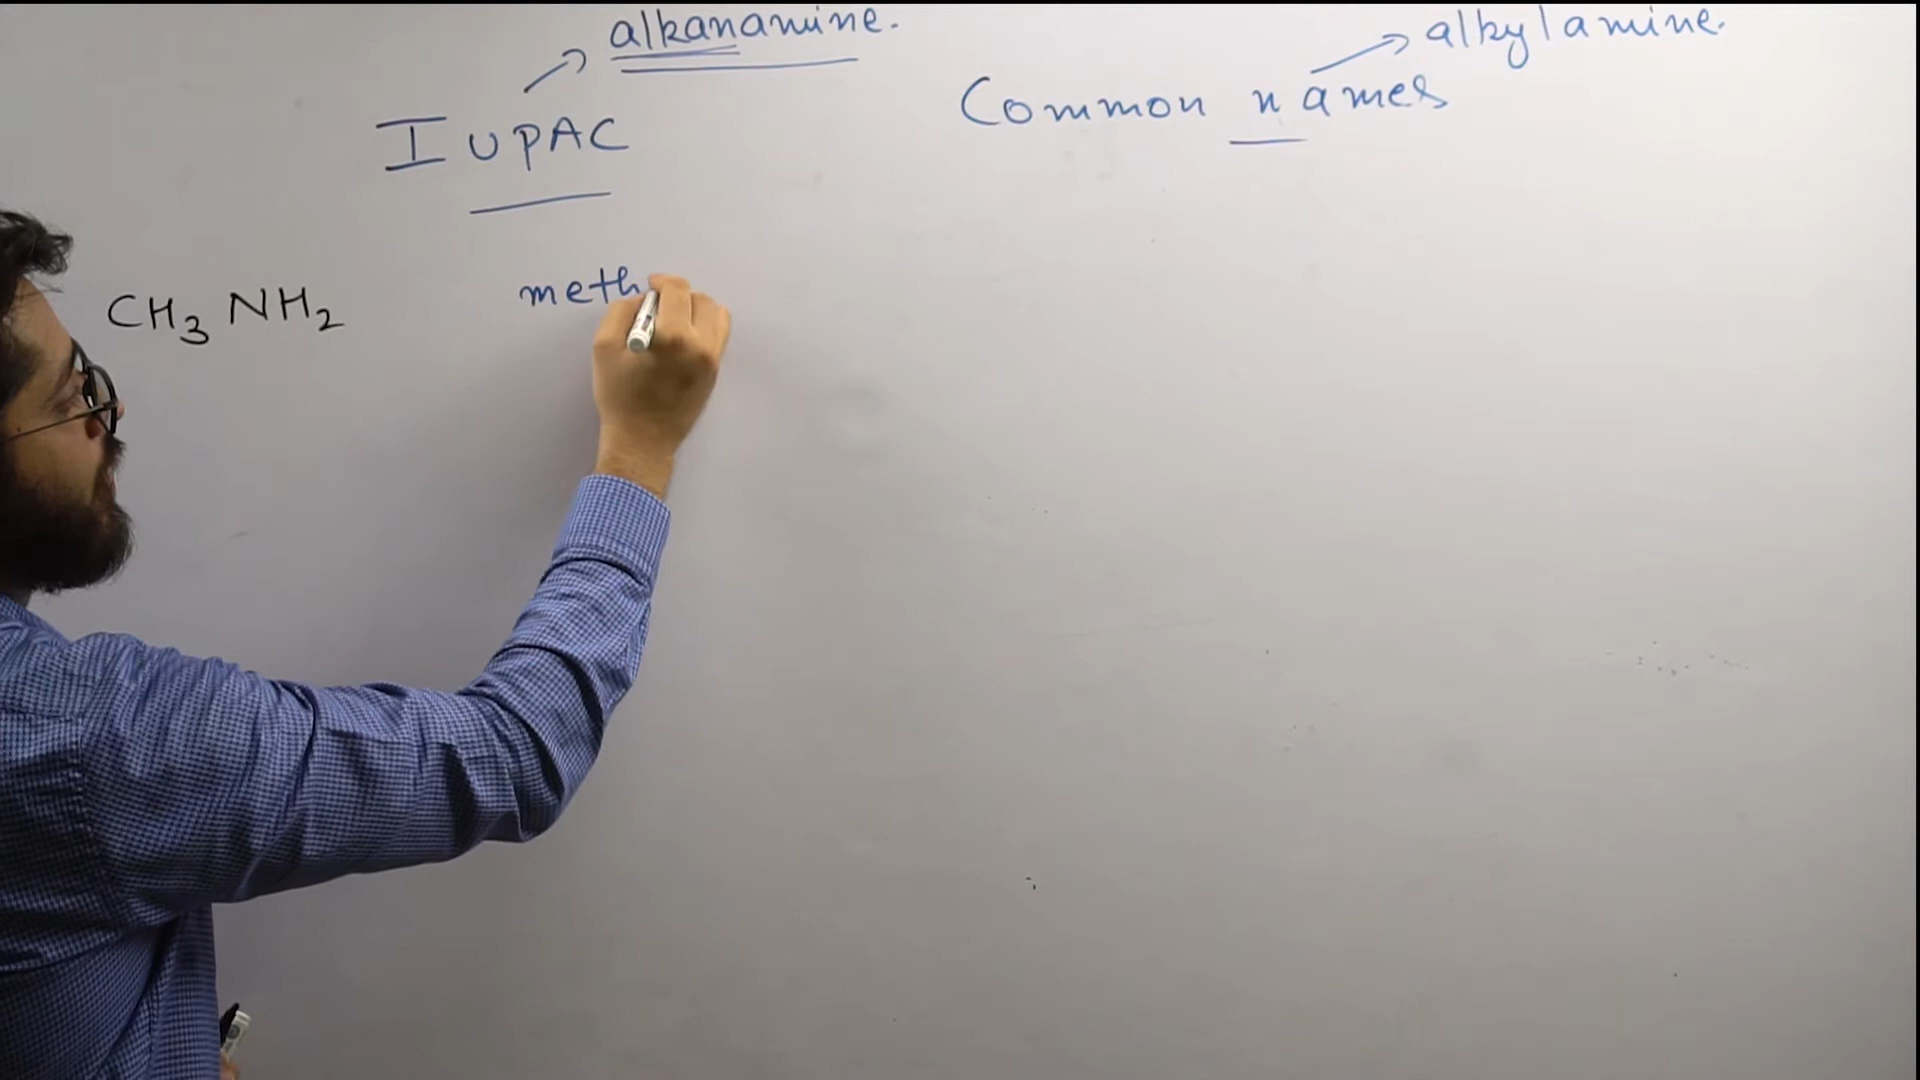 alkanamine.
alkylamine.
IUPAC
Common names
CH3 NH2
meth